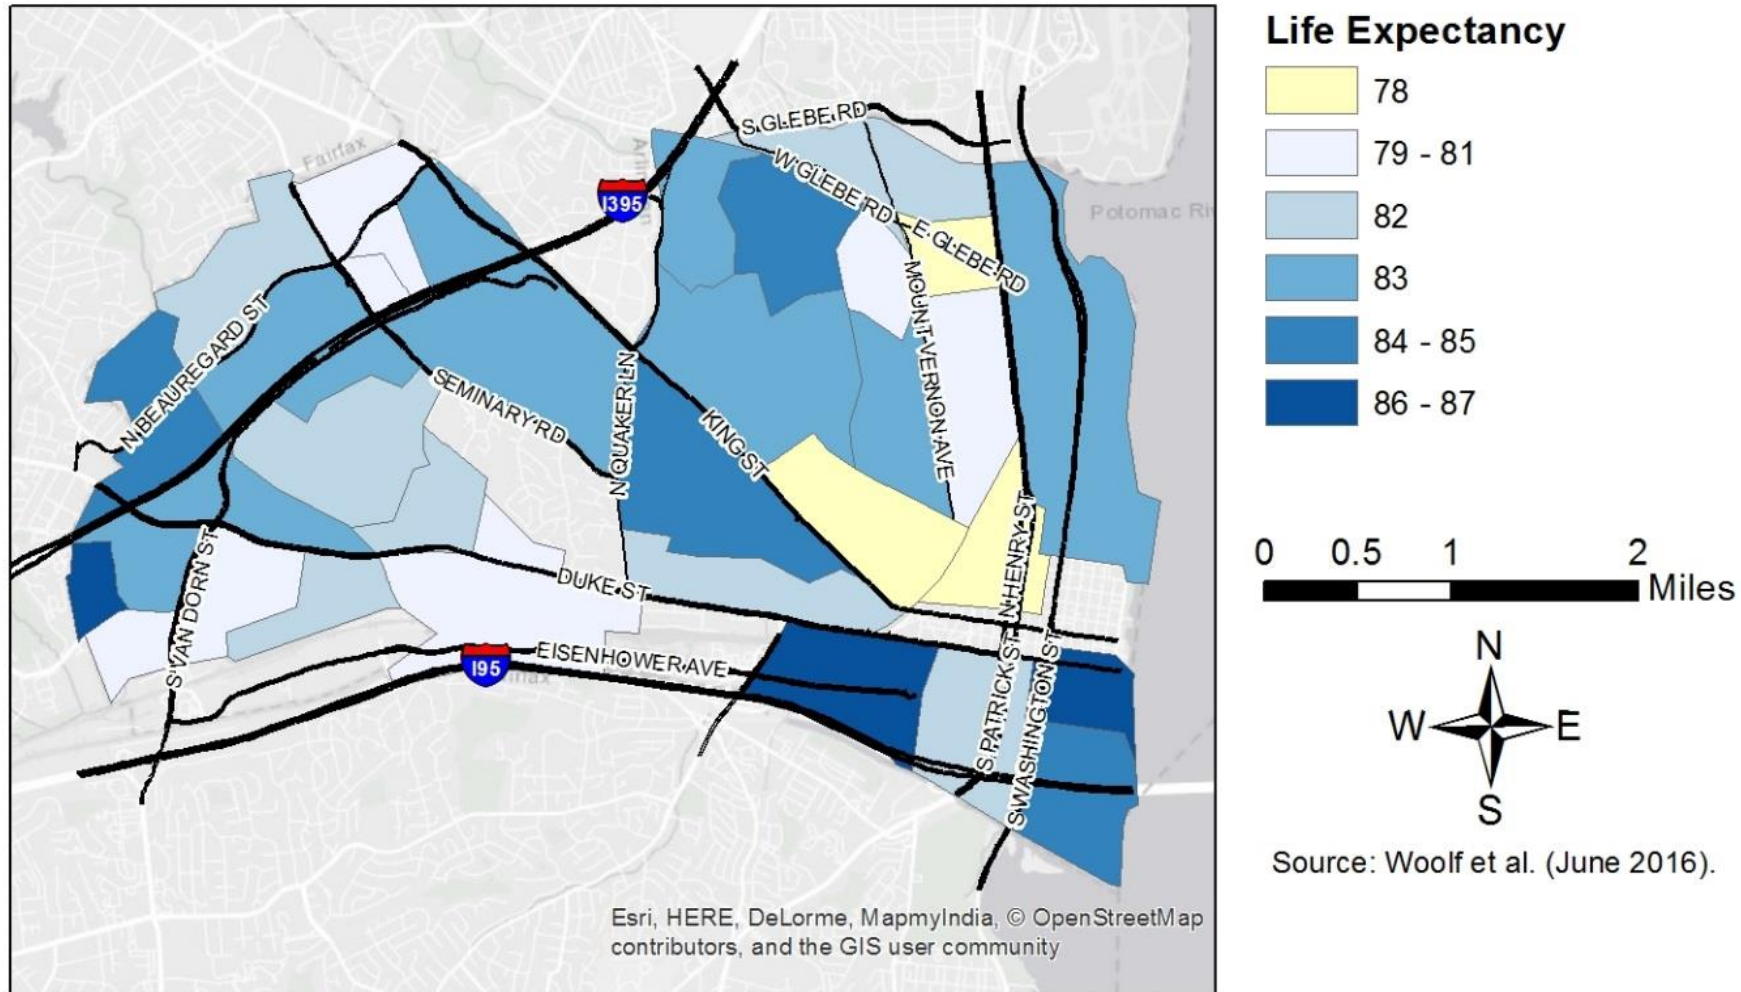 Fairfax
Arlin
S GLEBE RD
W GLEBE RD
I395
Potomac Riv
E GLEBE RD
N BEAUREGARD ST
MOUNT VERNON AVE
SEMINARY RD
N QUAKER LN
KING ST
N HENRY ST
S VAN DORN ST
DUKE ST
EISENHOWER AVE
I95
S PATRICK ST
S WASHINGTON ST
Esri, HERE, DeLorme, MapmyIndia, © OpenStreetMap
contributors, and the GIS user community
Life Expectancy
78
79 - 81
82
83
84 - 85
86 - 87
0 0.5 1 2
Miles
N
W E
S
Source: Woolf et al. (June 2016).